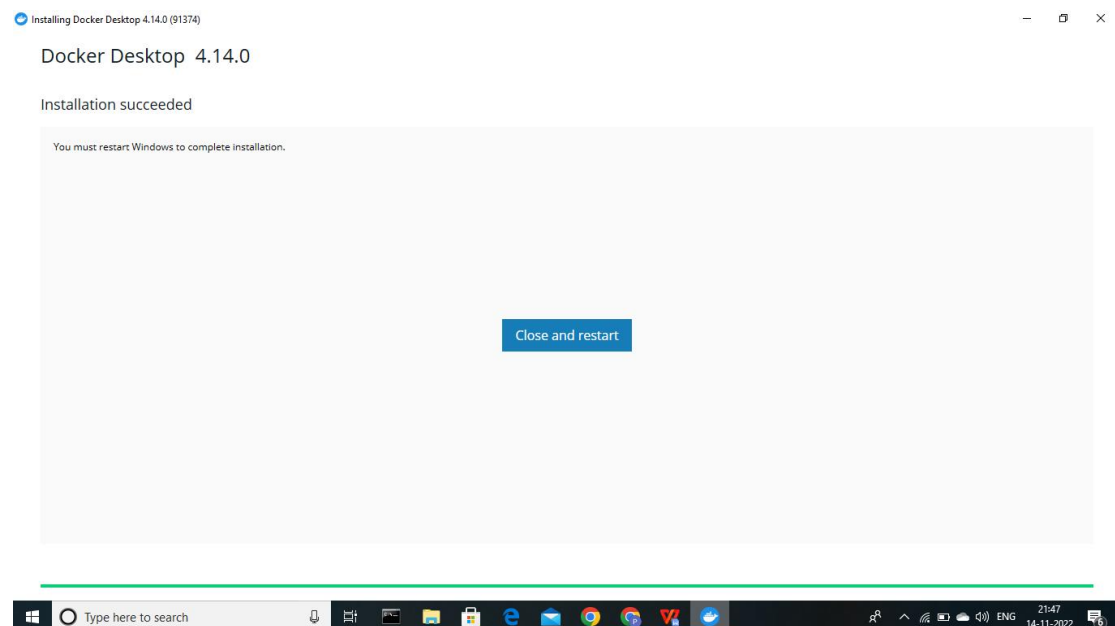 Installing Docker Desktop 4.14.0 (91374)
Docker Desktop 4.14.0
Installation succeeded
You must restart Windows to complete installation.
Close and restart
Type here to search
ENG
21:47
14-11-2022
6